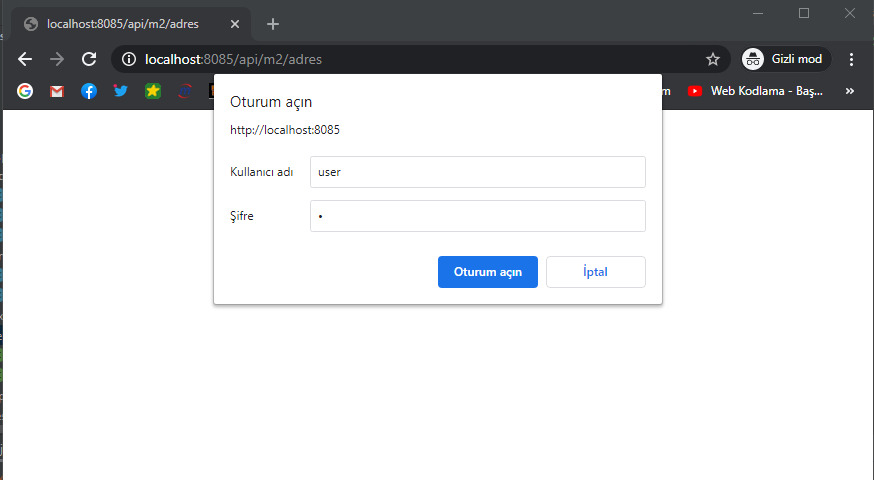 localhost:8085/api/m2/adres
localhost:8085/api/m2/adres
Gizli mod
Web Kodlama - Baş...
Oturum açın
http://localhost:8085
Kullanıcı adı
user
Şifre
Oturum açın
İptal